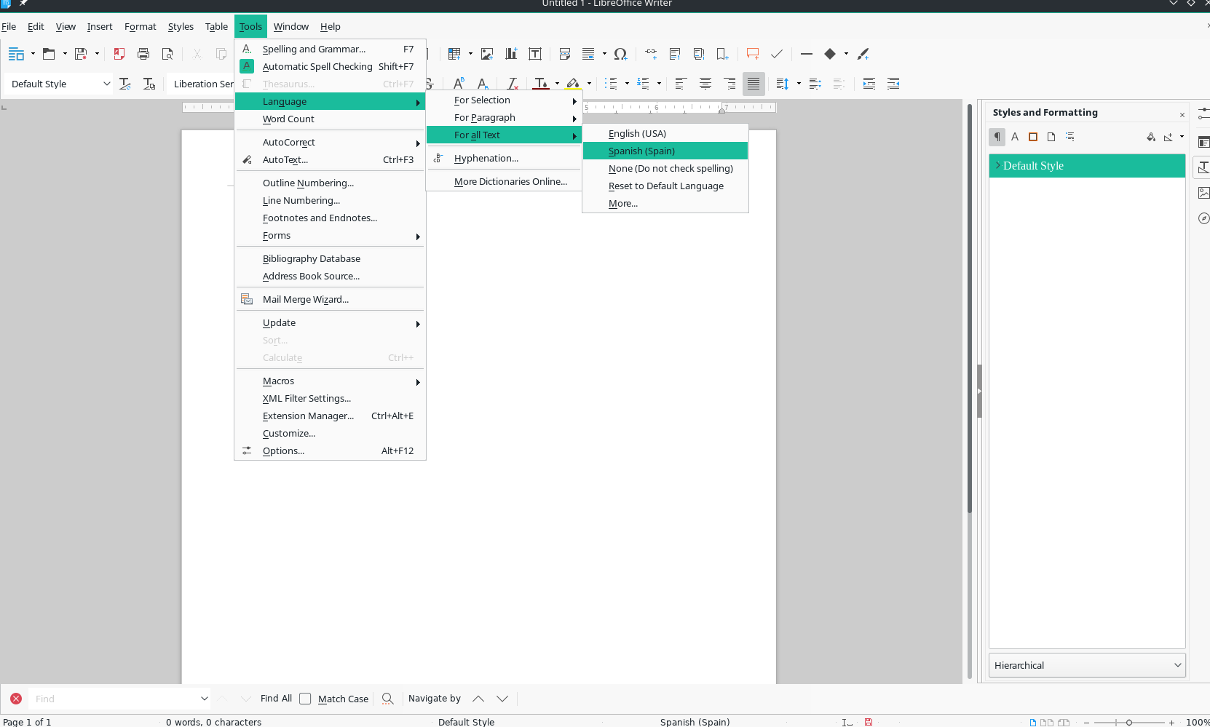 Untitled 1 - LibreOffice Writer
File Edit View Insert Format Styles Table Tools Window Help
Default Style
Liberation Ser
Spelling and Grammar... F7
Automatic Spell Checking Shift+F7
Thesaurus... Ctrl+F7
Language
Word Count
AutoCorrect
AutoText... Ctrl+F3
Outline Numbering...
Line Numbering...
Footnotes and Endnotes...
Forms
Bibliography Database
Address Book Source...
Mail Merge Wizard...
Update
Sort...
Calculate Ctrl++
Macros
XML Filter Settings...
Extension Manager... Ctrl+Alt+E
Customize...
Options... Alt+F12
For Selection
For Paragraph
For all Text
Hyphenation...
More Dictionaries Online...
English (USA)
Spanish (Spain)
None (Do not check spelling)
Reset to Default Language
More...
5 6 7
Styles and Formatting
Default Style
Hierarchical
Find
Find All Match Case Navigate by
Page 1 of 1 0 words, 0 characters Default Style Spanish (Spain) 100%